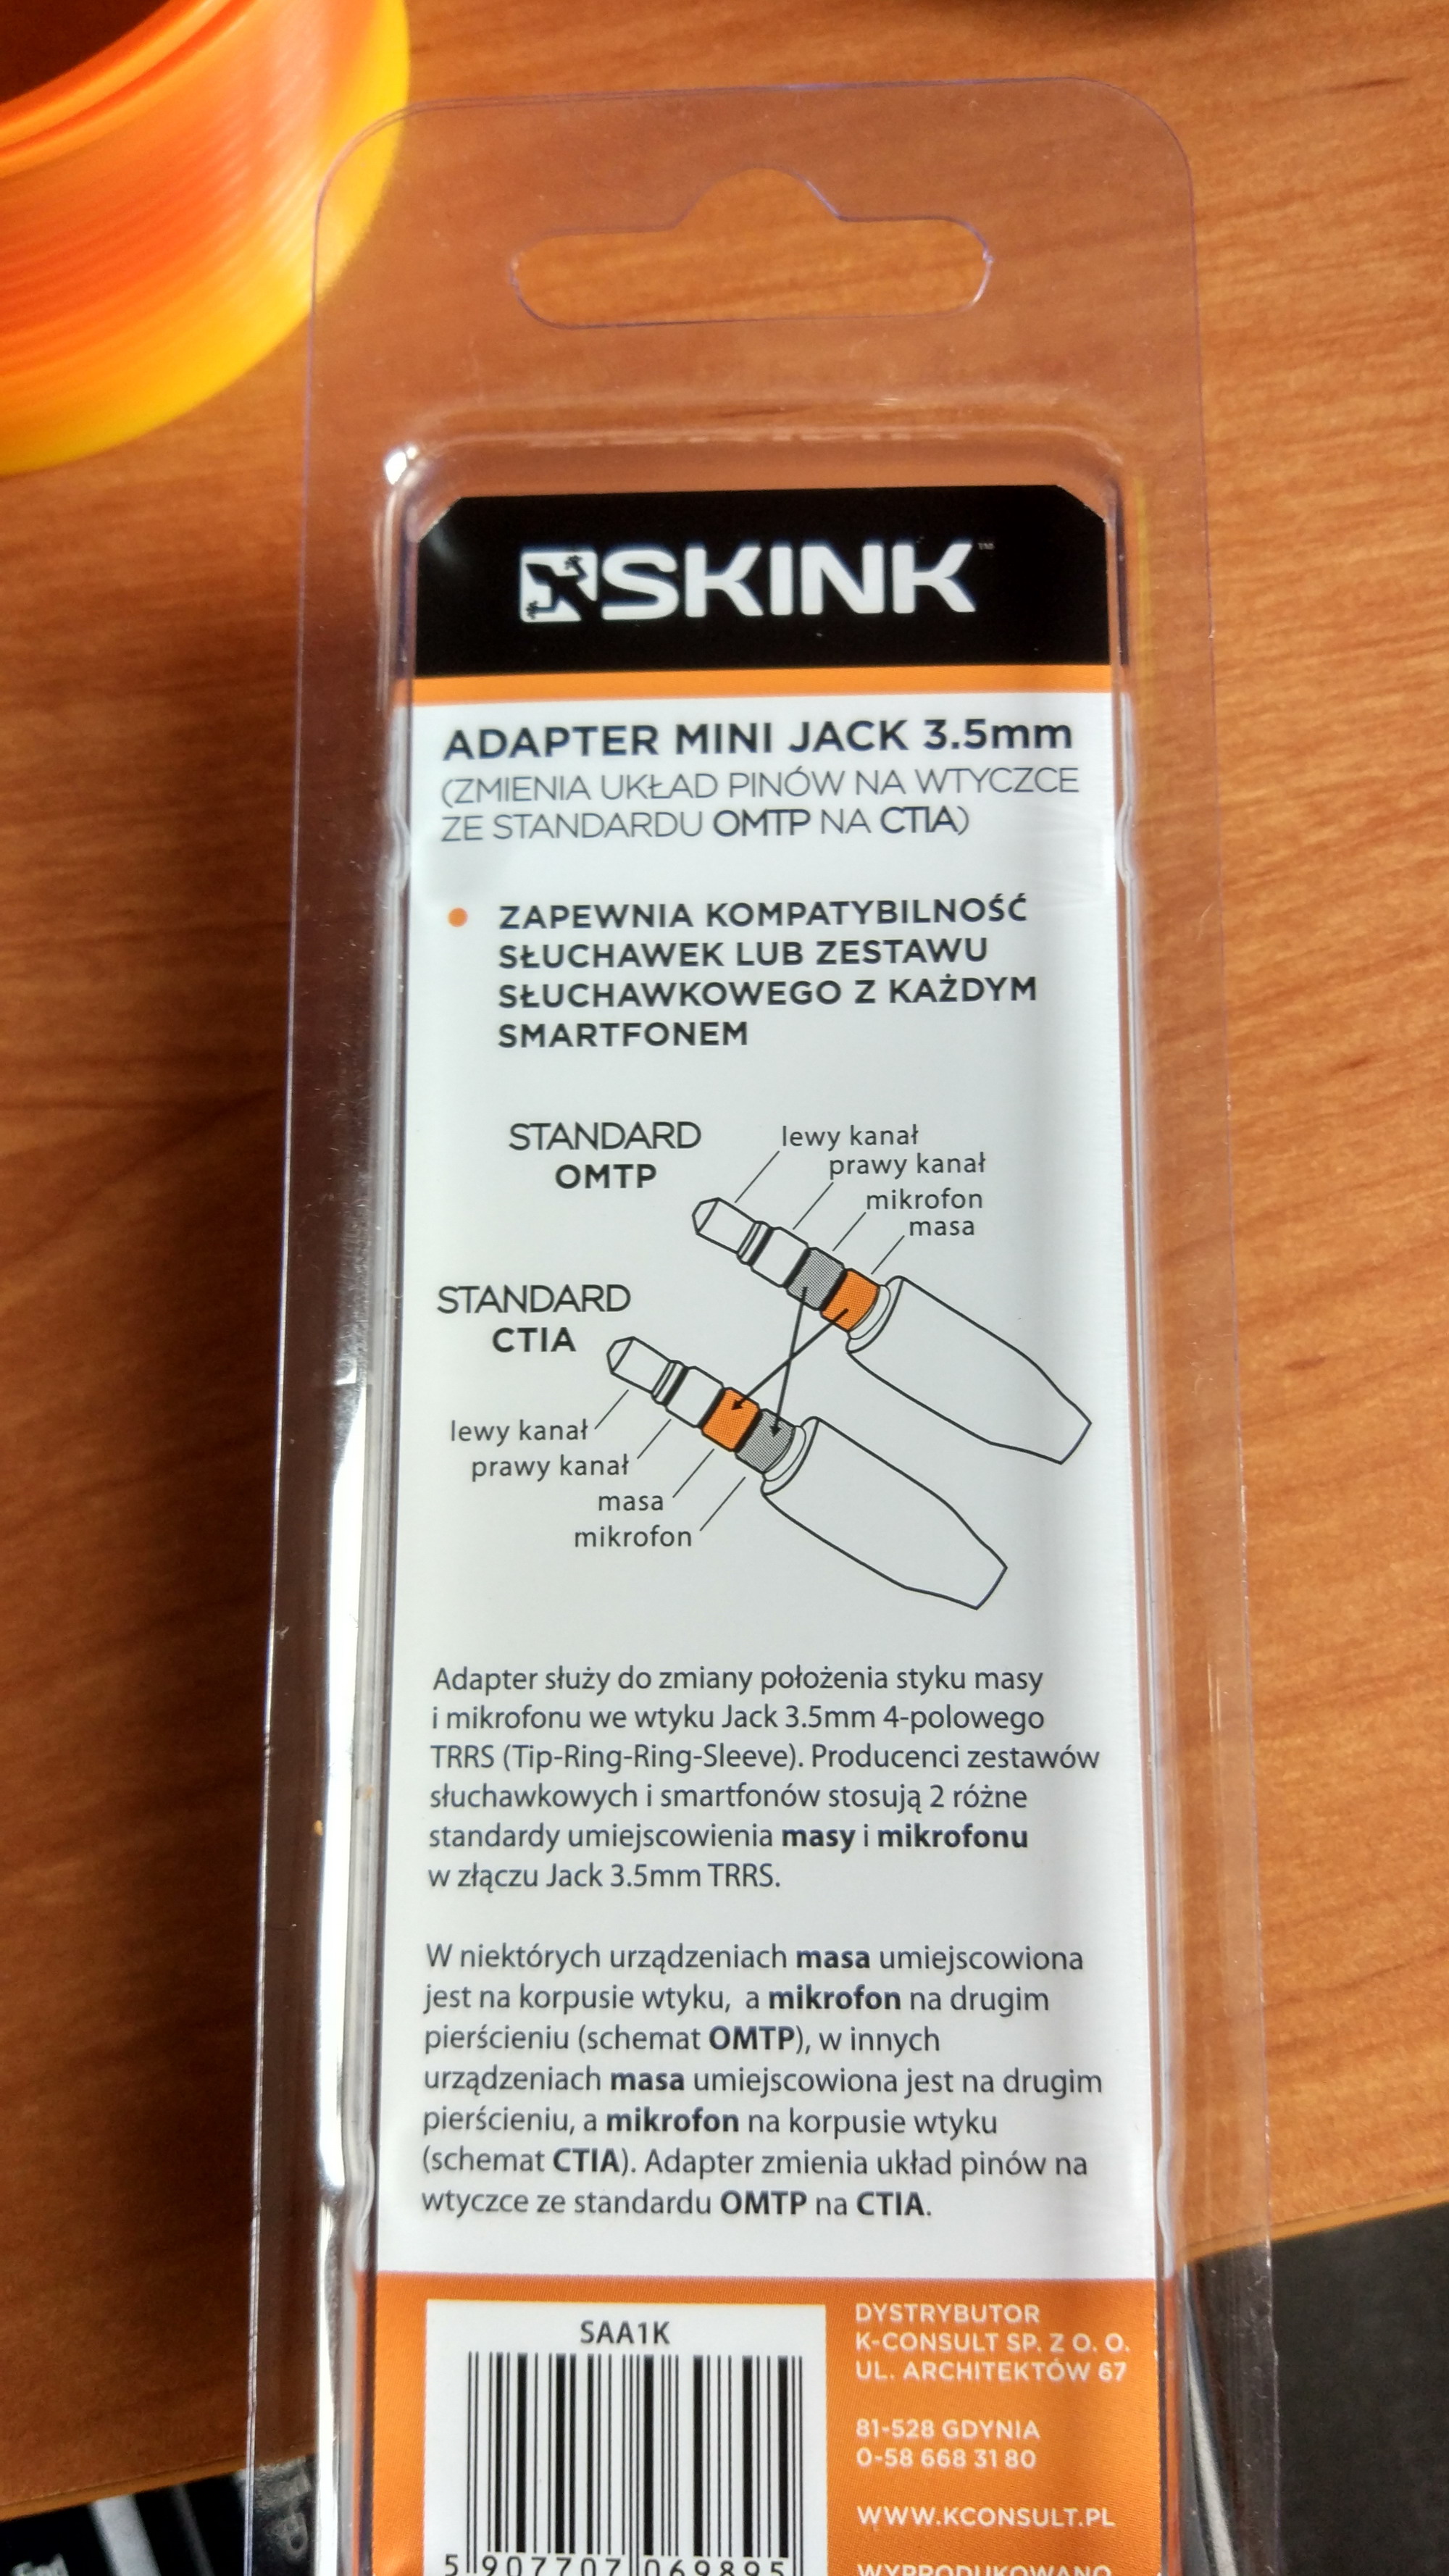 SKINK™
ADAPTER MINI JACK 3.5mm
(ZMIENIA UKŁAD PINÓW NA WTYCZCE
ZE STANDARDU OMTP NA CTIA)
• ZAPEWNIA KOMPATYBILNOŚĆ
SŁUCHAWEK LUB ZESTAWU
SŁUCHAWKOWEGO Z KAŻDYM
SMARTFONEM
STANDARD
OMTP
lewy kanał
prawy kanał
mikrofon
masa
STANDARD
CTIA
lewy kanał
prawy kanał
masa
mikrofon
Adapter służy do zmiany położenia styku masy
i mikrofonu we wtyku Jack 3.5mm 4-polowego
TRRS (Tip-Ring-Ring-Sleeve). Producenci zestawów
słuchawkowych i smartfonów stosują 2 różne
standardy umiejscowienia masy i mikrofonu
w złączu Jack 3.5mm TRRS.
W niektórych urządzeniach masa umiejscowiona
jest na korpusie wtyku, a mikrofon na drugim
pierścieniu (schemat OMTP), w innych
urządzeniach masa umiejscowiona jest na drugim
pierścieniu, a mikrofon na korpusie wtyku
(schemat CTIA). Adapter zmienia układ pinów na
wtyczce ze standardu OMTP na CTIA.
SAA1K
5 907707 069895
DYSTRYBUTOR
K-CONSULT SP. Z O. O.
UL. ARCHITEKTÓW 67
81-528 GDYNIA
0-58 668 31 80
WWW.KCONSULT.PL
WYPRODUKOWANO